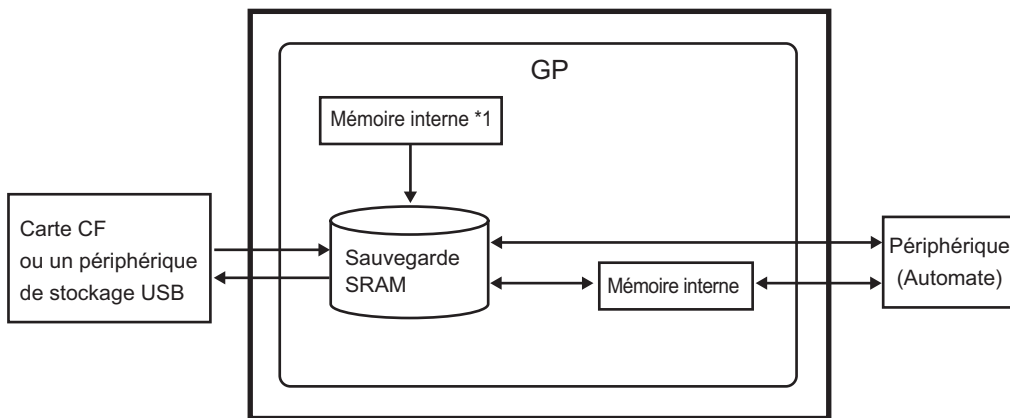 GP
Mémoire interne *1
Carte CF
ou un périphérique
de stockage USB
Sauvegarde
SRAM
Mémoire interne
Périphérique
(Automate)